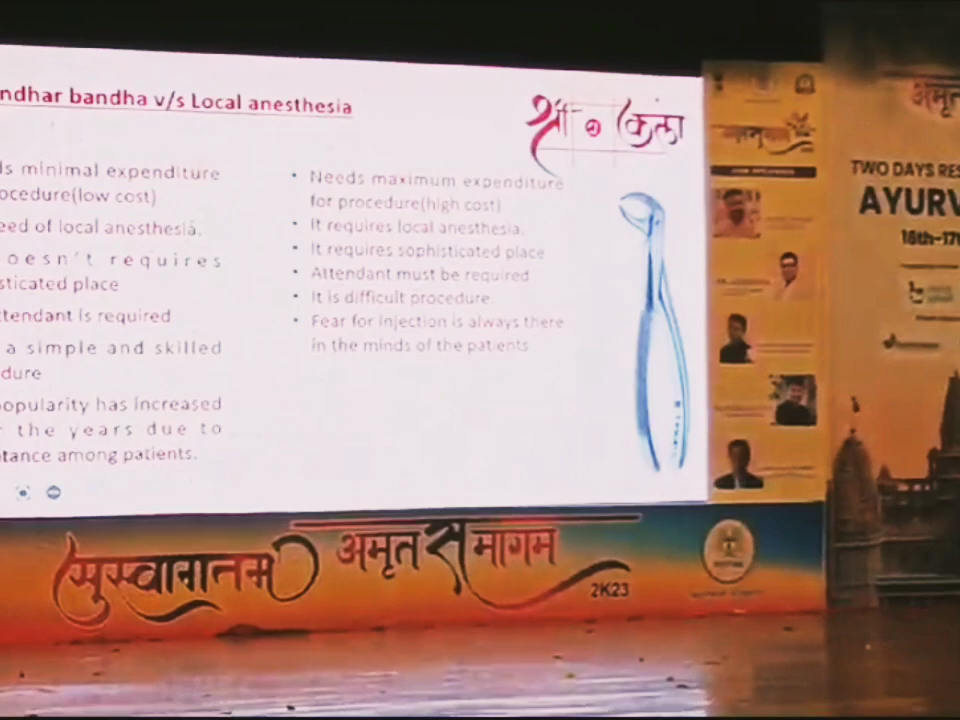 ndhar bandha v/s Local anesthesia
श्री कला
ds minimal expenditure
ocedure(low cost)
eed of local anesthesia.
oesn't requires
sticated place
ttendant is required
a simple and skilled
dure
popularity has increased
r the years due to
tance among patients.
• Needs maximum expenditure
for procedure(high cost)
• It requires local anesthesia.
• It requires sophisticated place
• Attendant must be required
• It is difficult procedure.
• Fear for injection is always there
in the minds of the patients
TWO DAYS RES
AYURV
16th-17t
सुस्वागतम
अमृत समागम
2K23